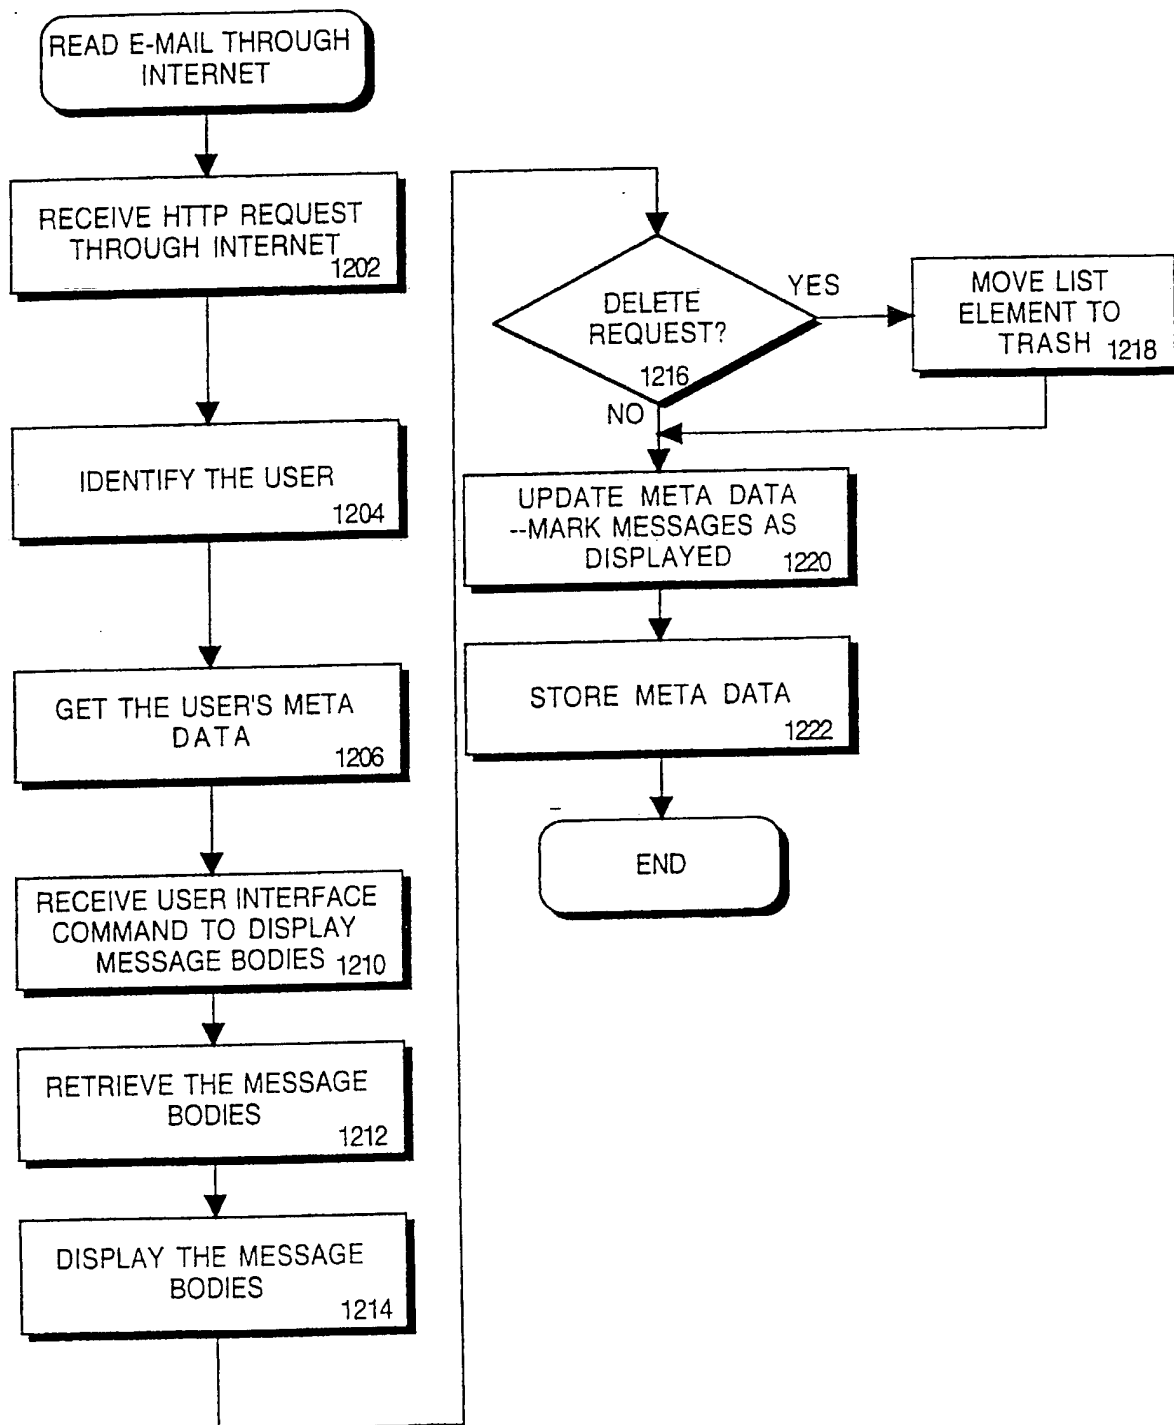 READ E-MAIL THROUGH
INTERNET
RECEIVE HTTP REQUEST
THROUGH INTERNET
1202
IDENTIFY THE USER
1204
GET THE USER'S META
DATA
1206
RECEIVE USER INTERFACE
COMMAND TO DISPLAY
MESSAGE BODIES 1210
RETRIEVE THE MESSAGE
BODIES
1212
DISPLAY THE MESSAGE
BODIES
1214
DELETE
REQUEST?
1216
YES
NO
MOVE LIST
ELEMENT TO
TRASH 1218
UPDATE META DATA
--MARK MESSAGES AS
DISPLAYED 1220
STORE META DATA
1222
END